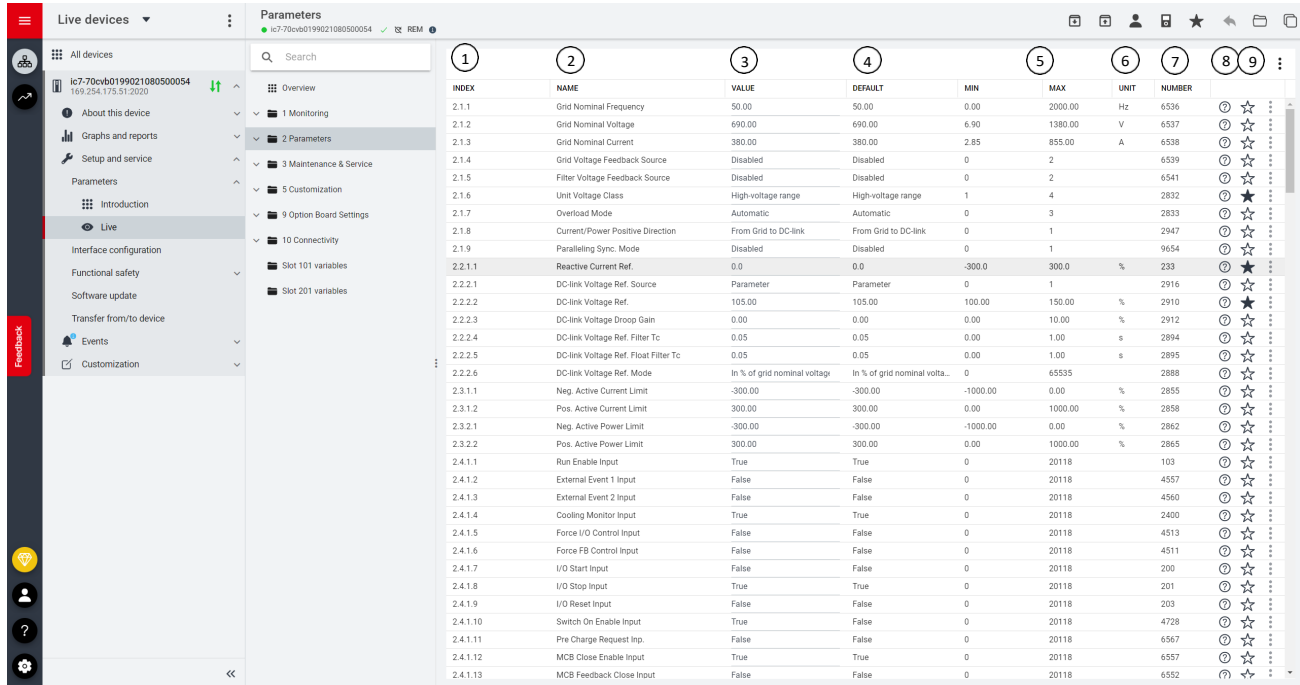 Live devices
Parameters
ic7-70cvb0199021080500054 REM
All devices
ic7-70cvb0199021080500054
169.254.175.51:2020
About this device
Graphs and reports
Setup and service
Parameters
Introduction
Live
Interface configuration
Functional safety
Software update
Transfer from/to device
Events
Customization
Feedback
Search
Overview
1 Monitoring
2 Parameters
3 Maintenance & Service
5 Customization
9 Option Board Settings
10 Connectivity
Slot 101 variables
Slot 201 variables
1 2 3 4 5 6 7 8 9
INDEX NAME VALUE DEFAULT MIN MAX UNIT NUMBER
2.1.1 Grid Nominal Frequency 50.00 50.00 0.00 2000.00 Hz 6536
2.1.2 Grid Nominal Voltage 690.00 690.00 6.90 1380.00 V 6537
2.1.3 Grid Nominal Current 380.00 380.00 2.85 855.00 A 6538
2.1.4 Grid Voltage Feedback Source Disabled Disabled 0 2 6539
2.1.5 Filter Voltage Feedback Source Disabled Disabled 0 2 6541
2.1.6 Unit Voltage Class High-voltage range High-voltage range 1 4 2832
2.1.7 Overload Mode Automatic Automatic 0 3 2833
2.1.8 Current/Power Positive Direction From Grid to DC-link From Grid to DC-link 0 1 2947
2.1.9 Paralleling Sync. Mode Disabled Disabled 0 1 9654
2.2.1.1 Reactive Current Ref. 0.0 0.0 -300.0 300.0 % 233
2.2.2.1 DC-link Voltage Ref. Source Parameter Parameter 0 1 2916
2.2.2.2 DC-link Voltage Ref. 105.00 105.00 100.00 150.00 % 2910
2.2.2.3 DC-link Voltage Droop Gain 0.00 0.00 0.00 10.00 % 2912
2.2.2.4 DC-link Voltage Ref. Filter Tc 0.05 0.05 0.00 1.00 s 2894
2.2.2.5 DC-link Voltage Ref. Float Filter Tc 0.05 0.05 0.00 1.00 s 2895
2.2.2.6 DC-link Voltage Ref. Mode In % of grid nominal voltage In % of grid nominal volta... 0 65535 2888
2.3.1.1 Neg. Active Current Limit -300.00 -300.00 -1000.00 0.00 % 2855
2.3.1.2 Pos. Active Current Limit 300.00 300.00 0.00 1000.00 % 2858
2.3.2.1 Neg. Active Power Limit -300.00 -300.00 -1000.00 0.00 % 2862
2.3.2.2 Pos. Active Power Limit 300.00 300.00 0.00 1000.00 % 2865
2.4.1.1 Run Enable Input True True 0 20118 103
2.4.1.2 External Event 1 Input False False 0 20118 4557
2.4.1.3 External Event 2 Input False False 0 20118 4560
2.4.1.4 Cooling Monitor Input True True 0 20118 2400
2.4.1.5 Force I/O Control Input False False 0 20118 4513
2.4.1.6 Force FB Control Input False False 0 20118 4511
2.4.1.7 I/O Start Input False False 0 20118 200
2.4.1.8 I/O Stop Input True True 0 20118 201
2.4.1.9 I/O Reset Input False False 0 20118 203
2.4.1.10 Switch On Enable Input True False 0 20118 4728
2.4.1.11 Pre Charge Request Inp. False False 0 20118 6567
2.4.1.12 MCB Close Enable Input True True 0 20118 6557
2.4.1.13 MCB Feedback Close Input False False 0 20118 6552